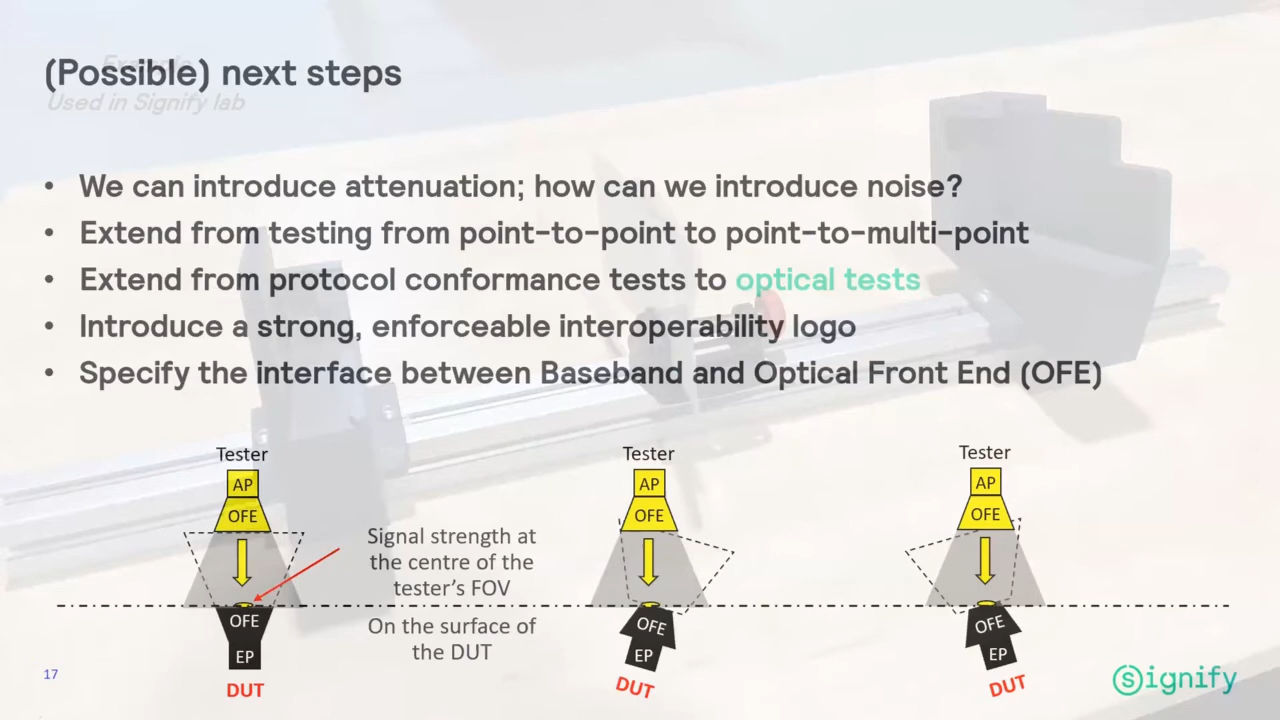 (Possible) next steps
Example
Used in Signify lab
• We can introduce attenuation; how can we introduce noise?
• Extend from testing from point-to-point to point-to-multi-point
• Extend from protocol conformance tests to optical tests
• Introduce a strong, enforceable interoperability logo
• Specify the interface between Baseband and Optical Front End (OFE)
Tester
AP
OFE
Signal strength at
the centre of the
tester's FOV
On the surface of
the DUT
OFE
EP
DUT
Tester
AP
OFE
OFE
EP
DUT
Tester
AP
OFE
OFE
EP
DUT
17
Signify